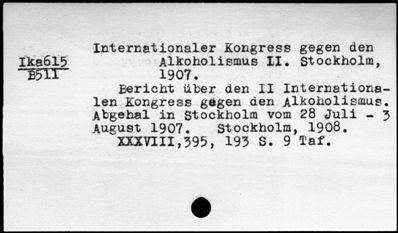 Internationaler Kongress gegen den
Ika615 Alkoholismus II. Stockholm,
B511 1907.
Bericht über den II Internationa-
len Kongress gegen den Alkoholismus.
Abgehal in Stockholm vom 28 Juli - 3
August 1907. Stockholm, 1908.
XXXVIII,395, 193 S. 9 Taf.